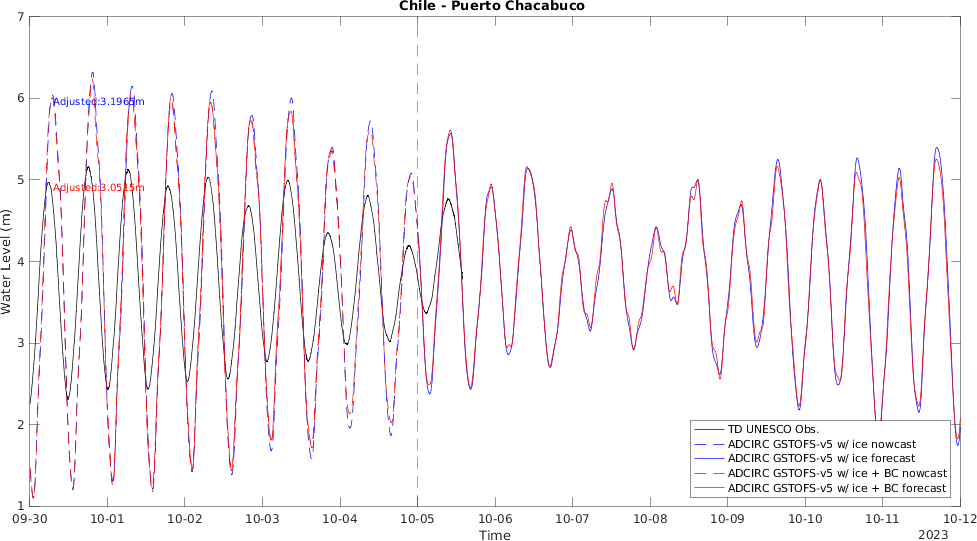 Chile - Puerto Chacabuco
Water Level (m)
7
6
5
4
3
2
1
Adjusted:3.1965m
Adjusted:3.0515m
TD UNESCO Obs.
ADCIRC GSTOFS-v5 w/ ice nowcast
ADCIRC GSTOFS-v5 w/ ice forecast
ADCIRC GSTOFS-v5 w/ ice + BC nowcast
ADCIRC GSTOFS-v5 w/ ice + BC forecast
09-30 10-01 10-02 10-03 10-04 10-05 10-06 10-07 10-08 10-09 10-10 10-11 10-12
Time
2023